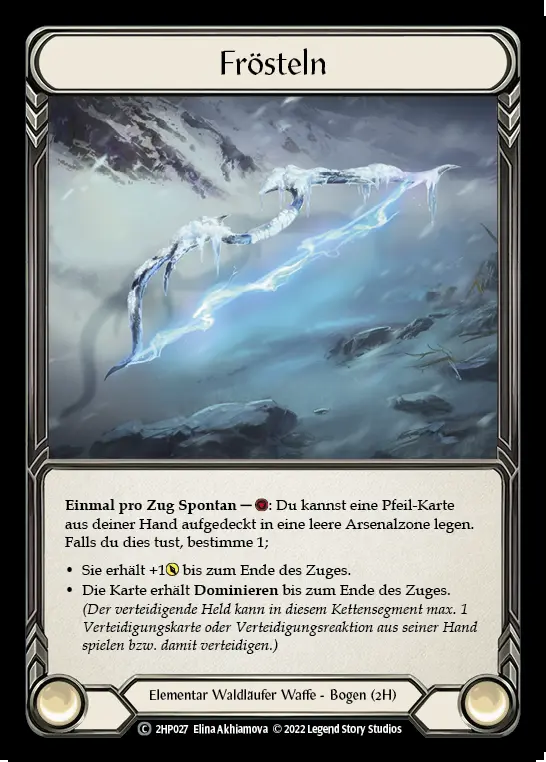 Frösteln
Einmal pro Zug Spontan — : Du kannst eine Pfeil-Karte
aus deiner Hand aufgedeckt in eine leere Arsenalzone legen.
Falls du dies tust, bestimme 1;
• Sie erhält +1 bis zum Ende des Zuges.
• Die Karte erhält Dominieren bis zum Ende des Zuges.
(Der verteidigende Held kann in diesem Kettensegment max. 1
Verteidigungskarte oder Verteidigungsreaktion aus seiner Hand
spielen bzw. damit verteidigen.)
Elementar Waldläufer Waffe - Bogen (2H)
C 2HP027 Elina Akhiamova © 2022 Legend Story Studios